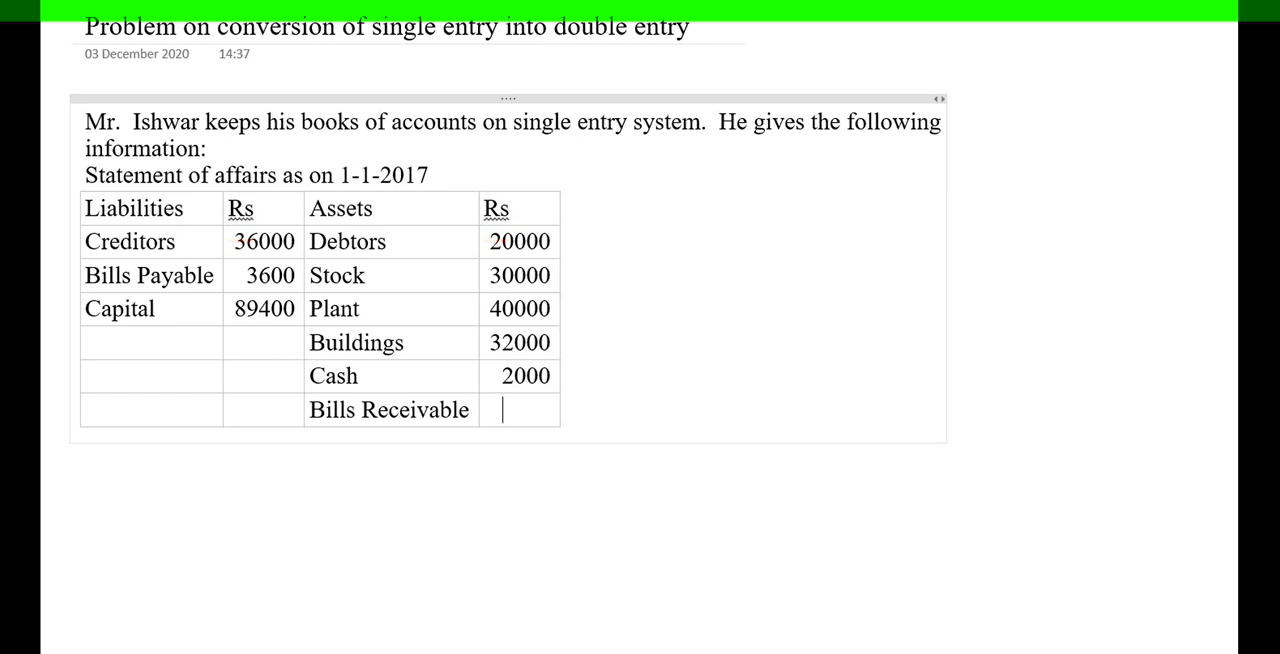 Problem on conversion of single entry into double entry
03 December 2020 14:37
Mr. Ishwar keeps his books of accounts on single entry system. He gives the following
information:
Statement of affairs as on 1-1-2017
Liabilities Rs Assets Rs
Creditors 36000 Debtors 20000
Bills Payable 3600 Stock 30000
Capital 89400 Plant 40000
Buildings 32000
Cash 2000
Bills Receivable